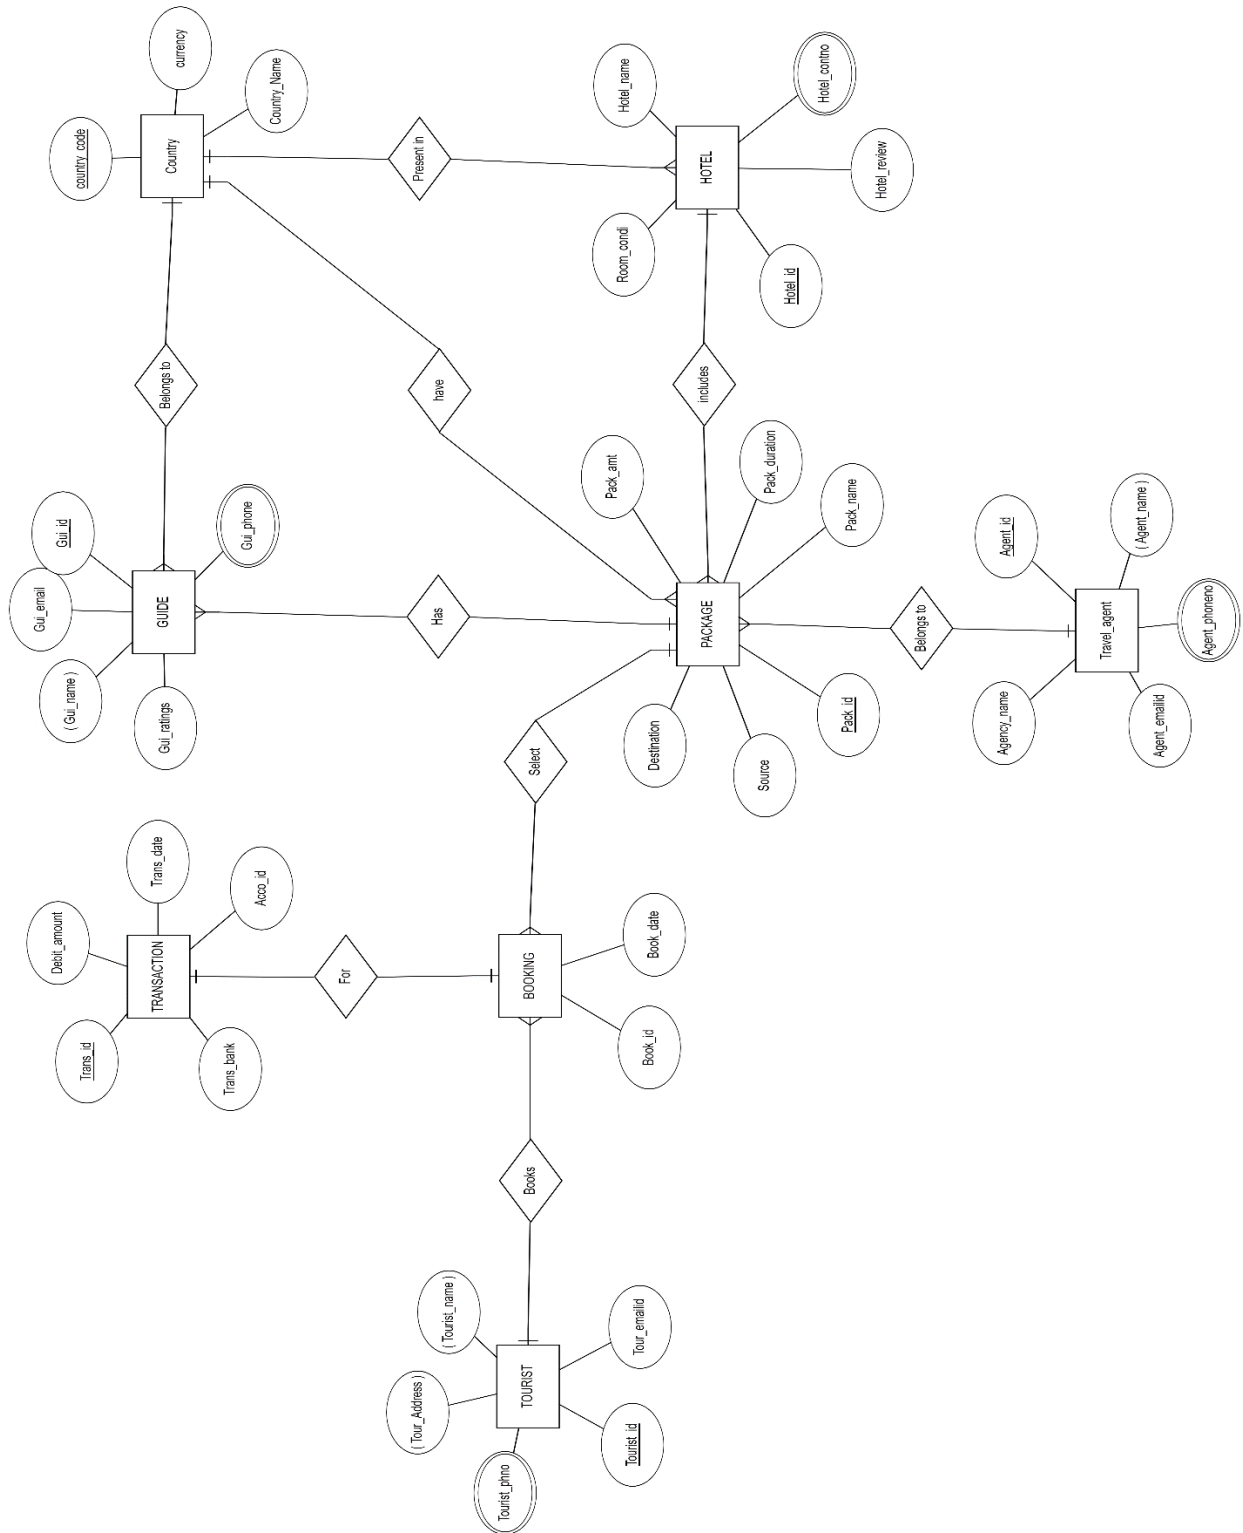 Tourist_phno
( Tour_Address )
( Tourist_name )
TOURIST
Tourist_id
Tour_emailid
Books
Trans_id
Debit_amount
TRANSACTION
Trans_date
Trans_bank
Acco_id
For
BOOKING
Book_id
Book_date
Select
( Gui_name )
Gui_email
Gui_id
Gui_ratings
GUIDE
Gui_phone
Belongs to
country_code
currency
Country
Country_Name
Has
have
Present in
Destination
Source
Pack_id
PACKAGE
Pack_amt
Pack_duration
Pack_name
includes
Room_condi
Hotel_name
HOTEL
Hotel_id
Hotel_contno
Hotel_review
Belongs to
Agency_name
Agent_id
Travel_agent
( Agent_name )
Agent_emailid
Agent_phoneno